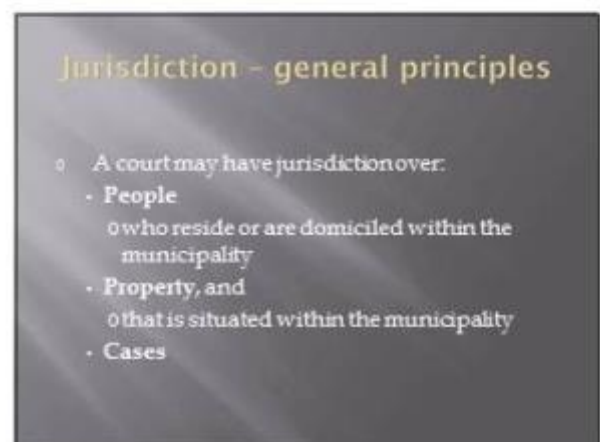 Jurisdiction – general principles
o A court may have jurisdiction over:
• People
o who reside or are domiciled within the
municipality
• Property, and
o that is situated within the municipality
• Cases